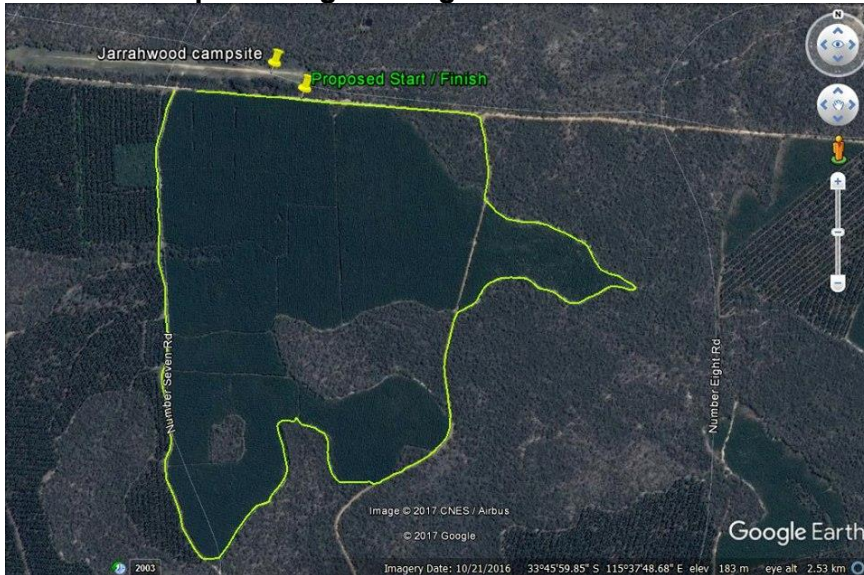 Jarrahwood campsite
Proposed Start / Finish
N
Number Seven Rd
Number Eight Rd
Image © 2017 CNES / Airbus
© 2017 Google
Google Earth
2003
Imagery Date: 10/21/2016 33°45'59.85" S 115°37'48.68" E elev 183 m eye alt 2.53 km